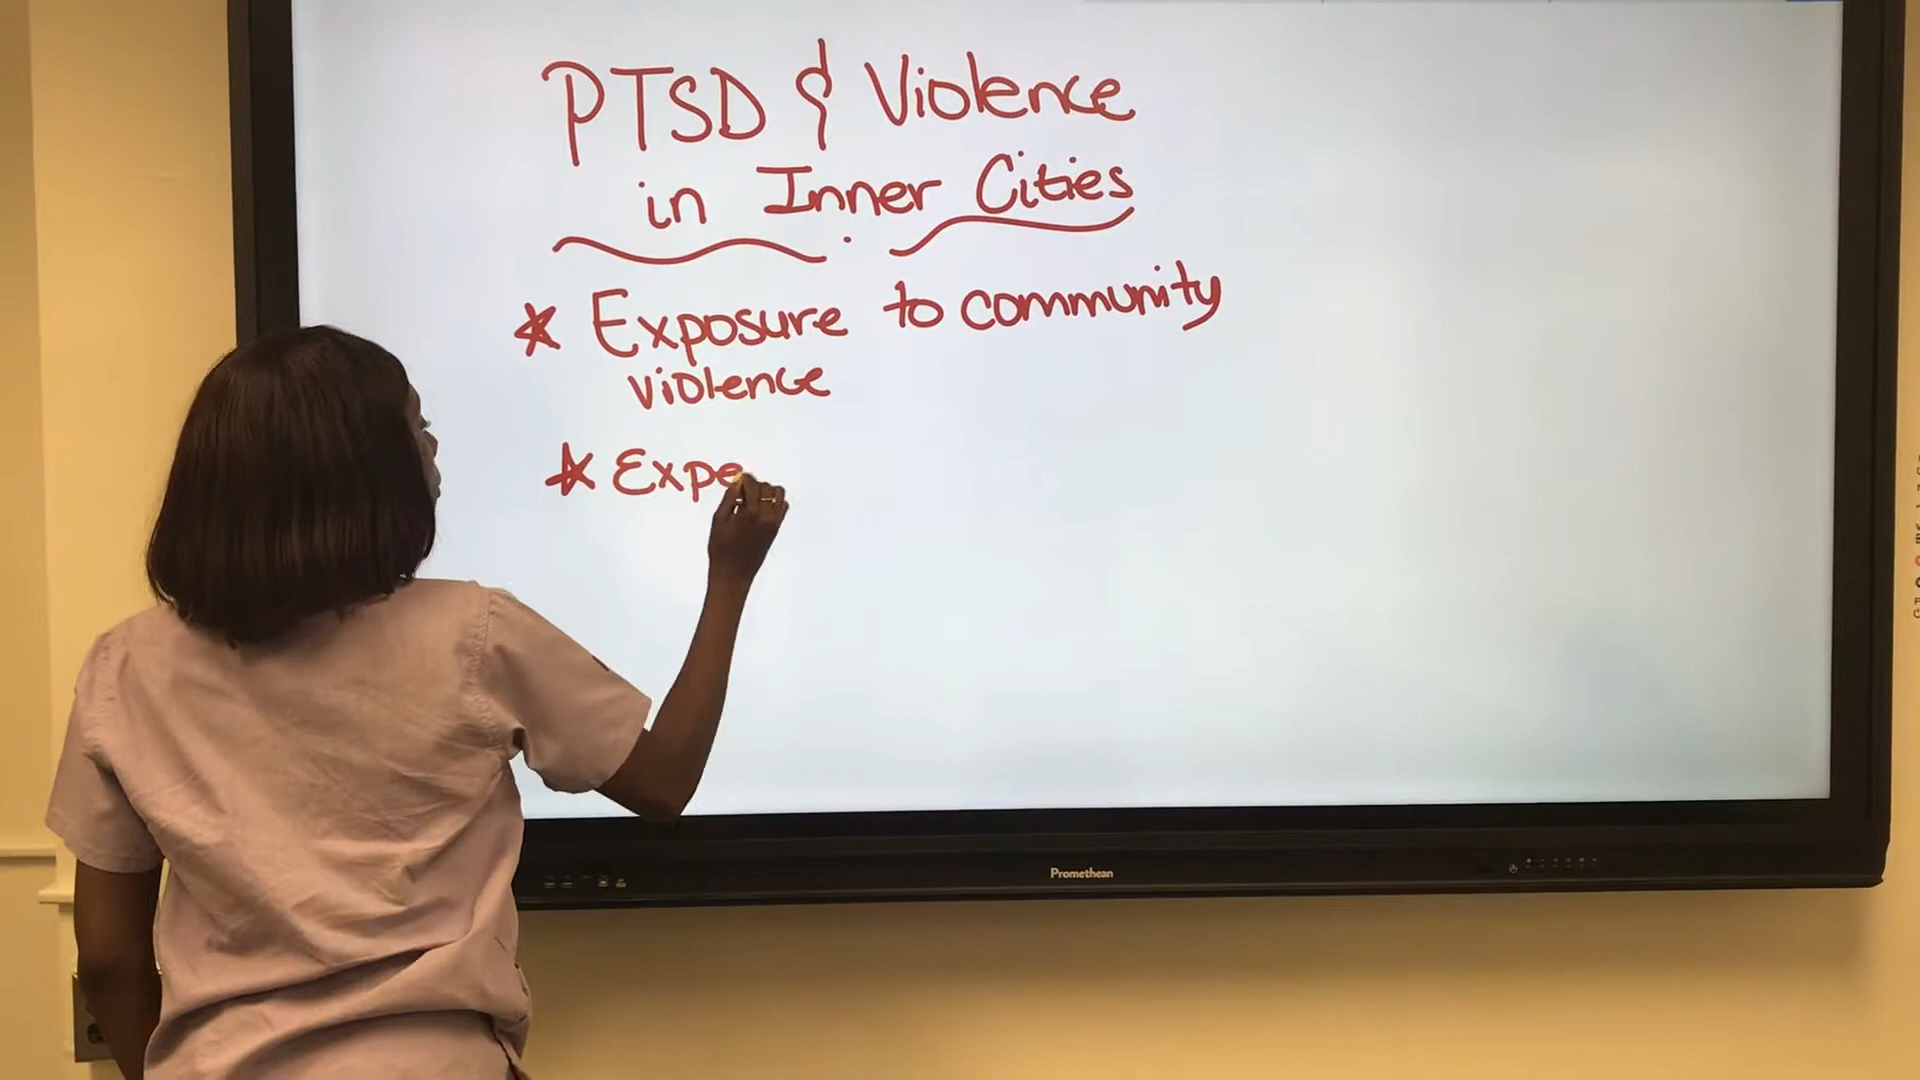 PTSD & Violence
in Inner Cities
* Exposure to community
violence
* Expe
Promethean